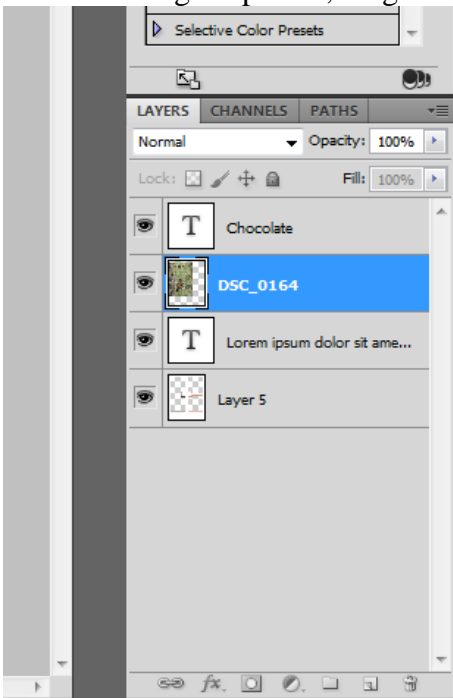 Selective Color Presets
LAYERS CHANNELS PATHS
Normal Opacity: 100%
Lock: Fill: 100%
T Chocolate
DSC_0164
T Lorem ipsum dolor sit ame...
Layer 5
fx.